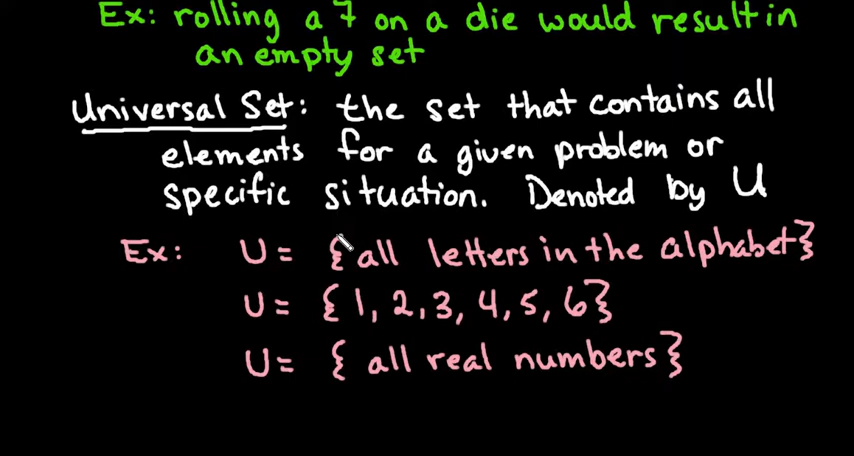 Ex: rolling a 7 on a die would result in
an empty set
Universal Set: the set that contains all
elements for a given problem or
specific situation. Denoted by U
Ex: U = {all letters in the alphabet}
U = {1, 2, 3, 4, 5, 6}
U = { all real numbers}